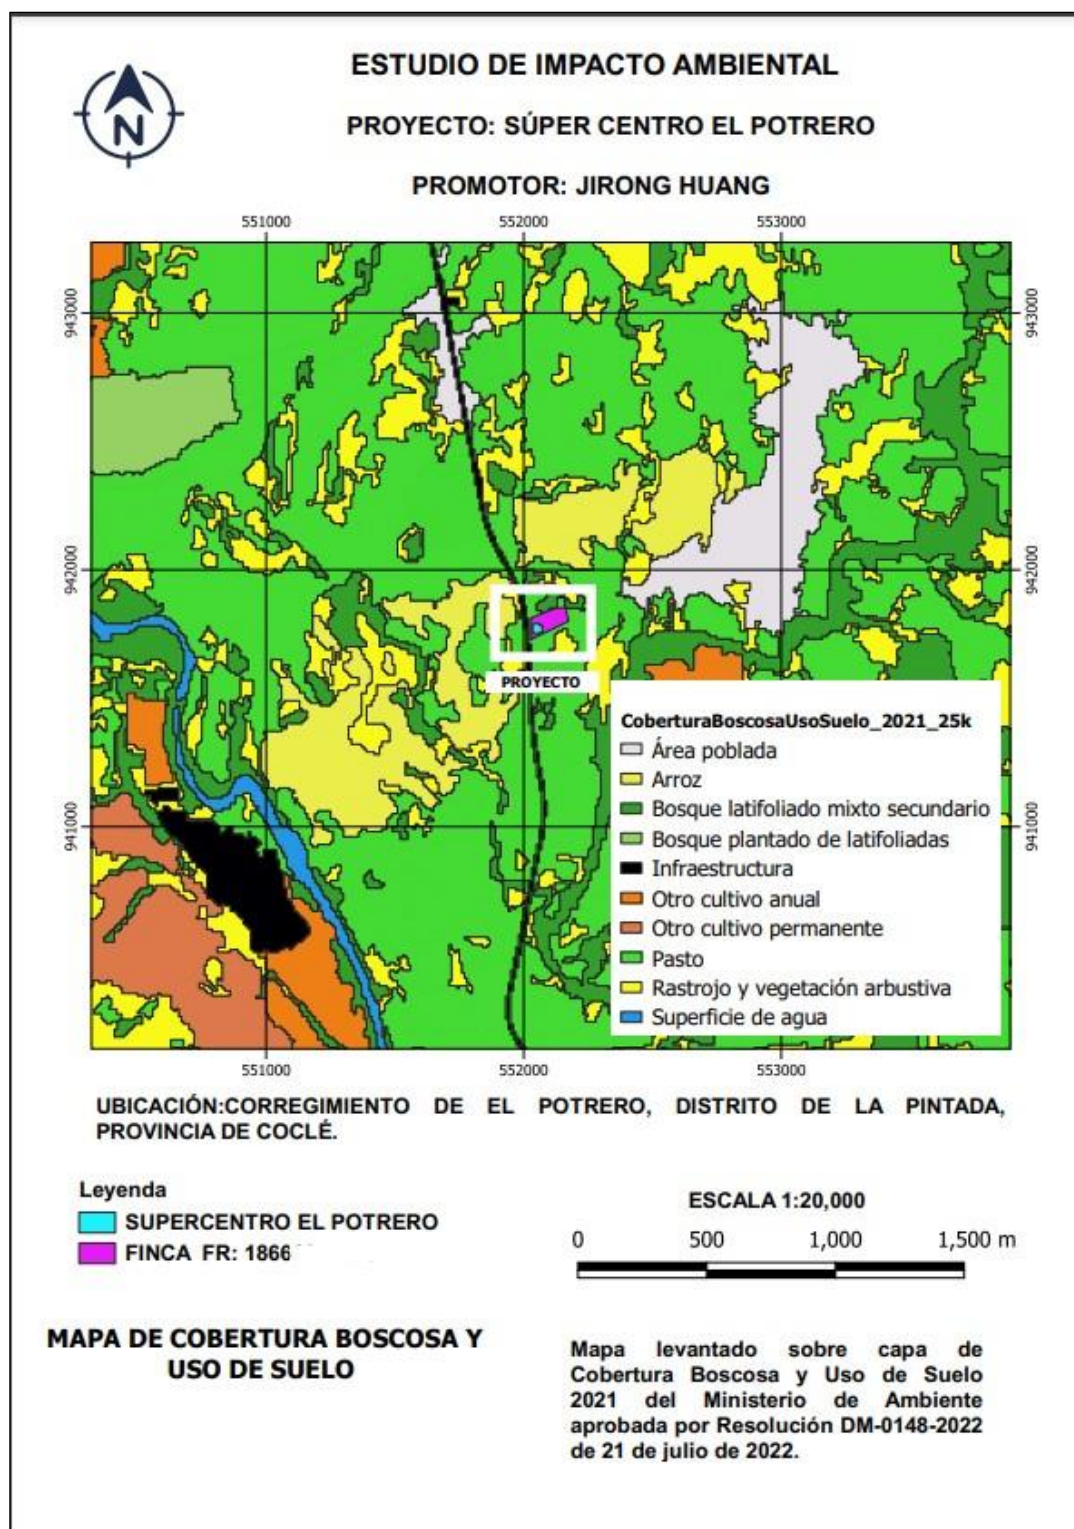 ESTUDIO DE IMPACTO AMBIENTAL
N
PROYECTO: SÚPER CENTRO EL POTRERO
PROMOTOR: JIRONG HUANG
551000 552000 553000
943000 943000
942000 942000
PROYECTO
CoberturaBoscosaUsoSuelo_2021_25k
Área poblada
Arroz
Bosque latifoliado mixto secundario
941000 941000
Bosque plantado de latifoliadas
Infraestructura
Otro cultivo anual
Otro cultivo permanente
Pasto
Rastrojo y vegetación arbustiva
Superficie de agua
551000 552000 553000
UBICACIÓN:CORREGIMIENTO DE EL POTRERO, DISTRITO DE LA PINTADA,
PROVINCIA DE COCLÉ.
Leyenda
SUPERCENTRO EL POTRERO
FINCA FR: 1866
ESCALA 1:20,000
0 500 1,000 1,500 m
MAPA DE COBERTURA BOSCOSA Y
USO DE SUELO
Mapa levantado sobre capa de
Cobertura Boscosa y Uso de Suelo
2021 del Ministerio de Ambiente
aprobada por Resolución DM-0148-2022
de 21 de julio de 2022.